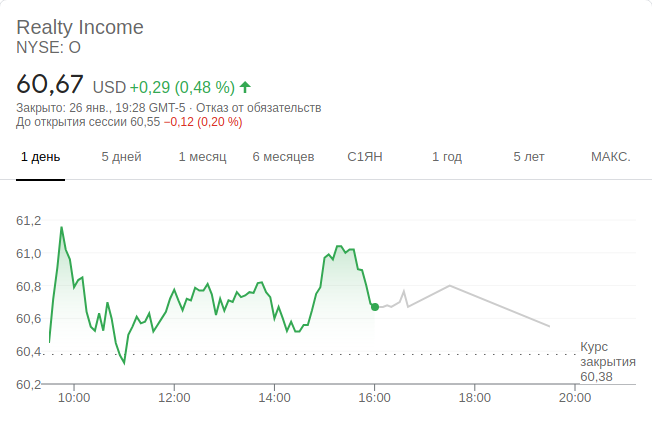 Realty Income
NYSE: O
60,67 USD +0,29 (0,48 %)
Закрыто: 26 янв., 19:28 GMT-5 · Отказ от обязательств
До открытия сессии 60,55 −0,12 (0,20 %)
1 день 5 дней 1 месяц 6 месяцев С1ЯН 1 год 5 лет МАКС.
61,2
61,0
60,8
60,6
60,4
60,2
Курс
закрытия
60,38
10:00 12:00 14:00 16:00 18:00 20:00